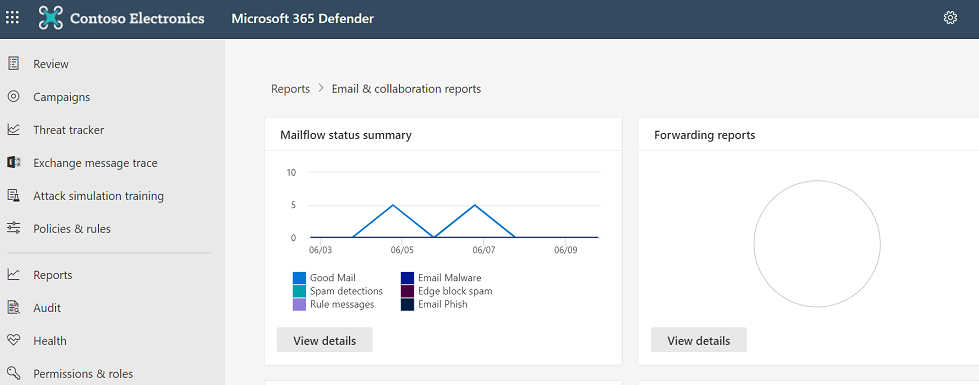 Contoso Electronics
Microsoft 365 Defender
Review
Campaigns
Threat tracker
Exchange message trace
Attack simulation training
Policies & rules
Reports
Audit
Health
Permissions & roles
Reports > Email & collaboration reports
Mailflow status summary
10
5
0
06/03 06/05 06/07 06/09
Good Mail
Email Malware
Spam detections
Edge block spam
Rule messages
Email Phish
View details
Forwarding reports
View details